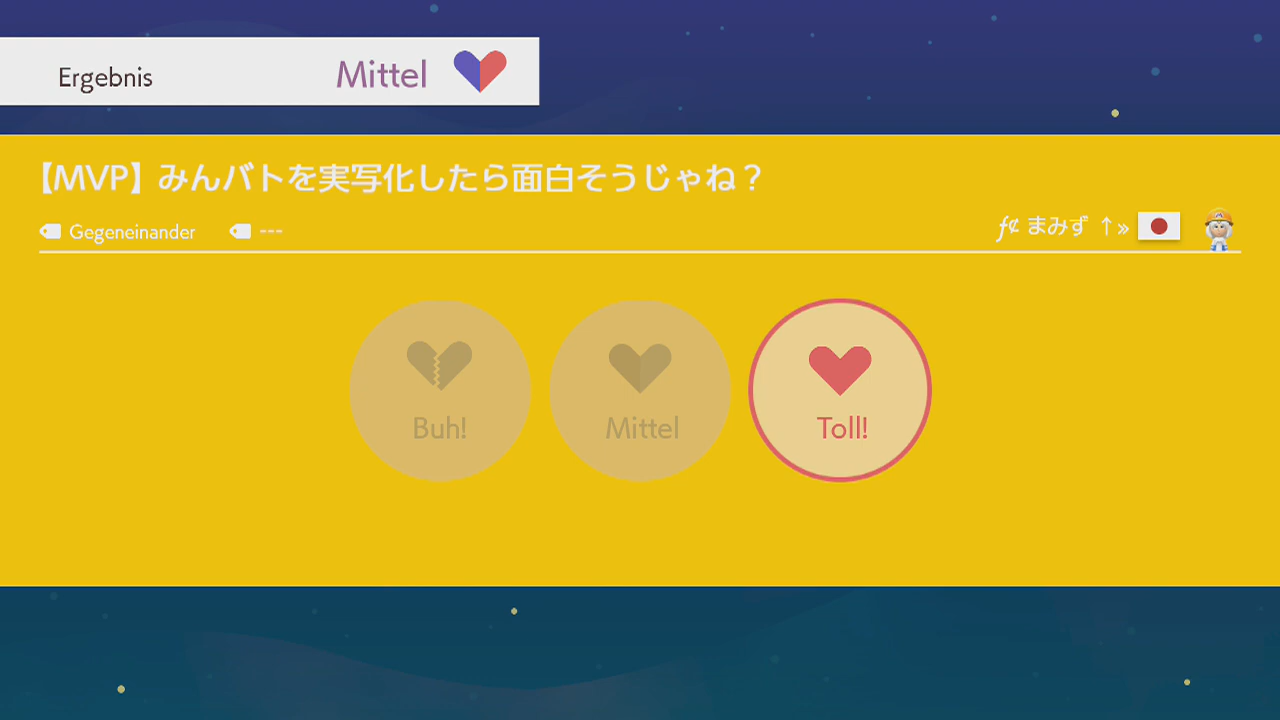 Ergebnis Mittel
【MVP】みんバトを実写化したら面白そうじゃね？
Gegeneinander ---
f¢ まみず ↑»
Buh! Mittel Toll!